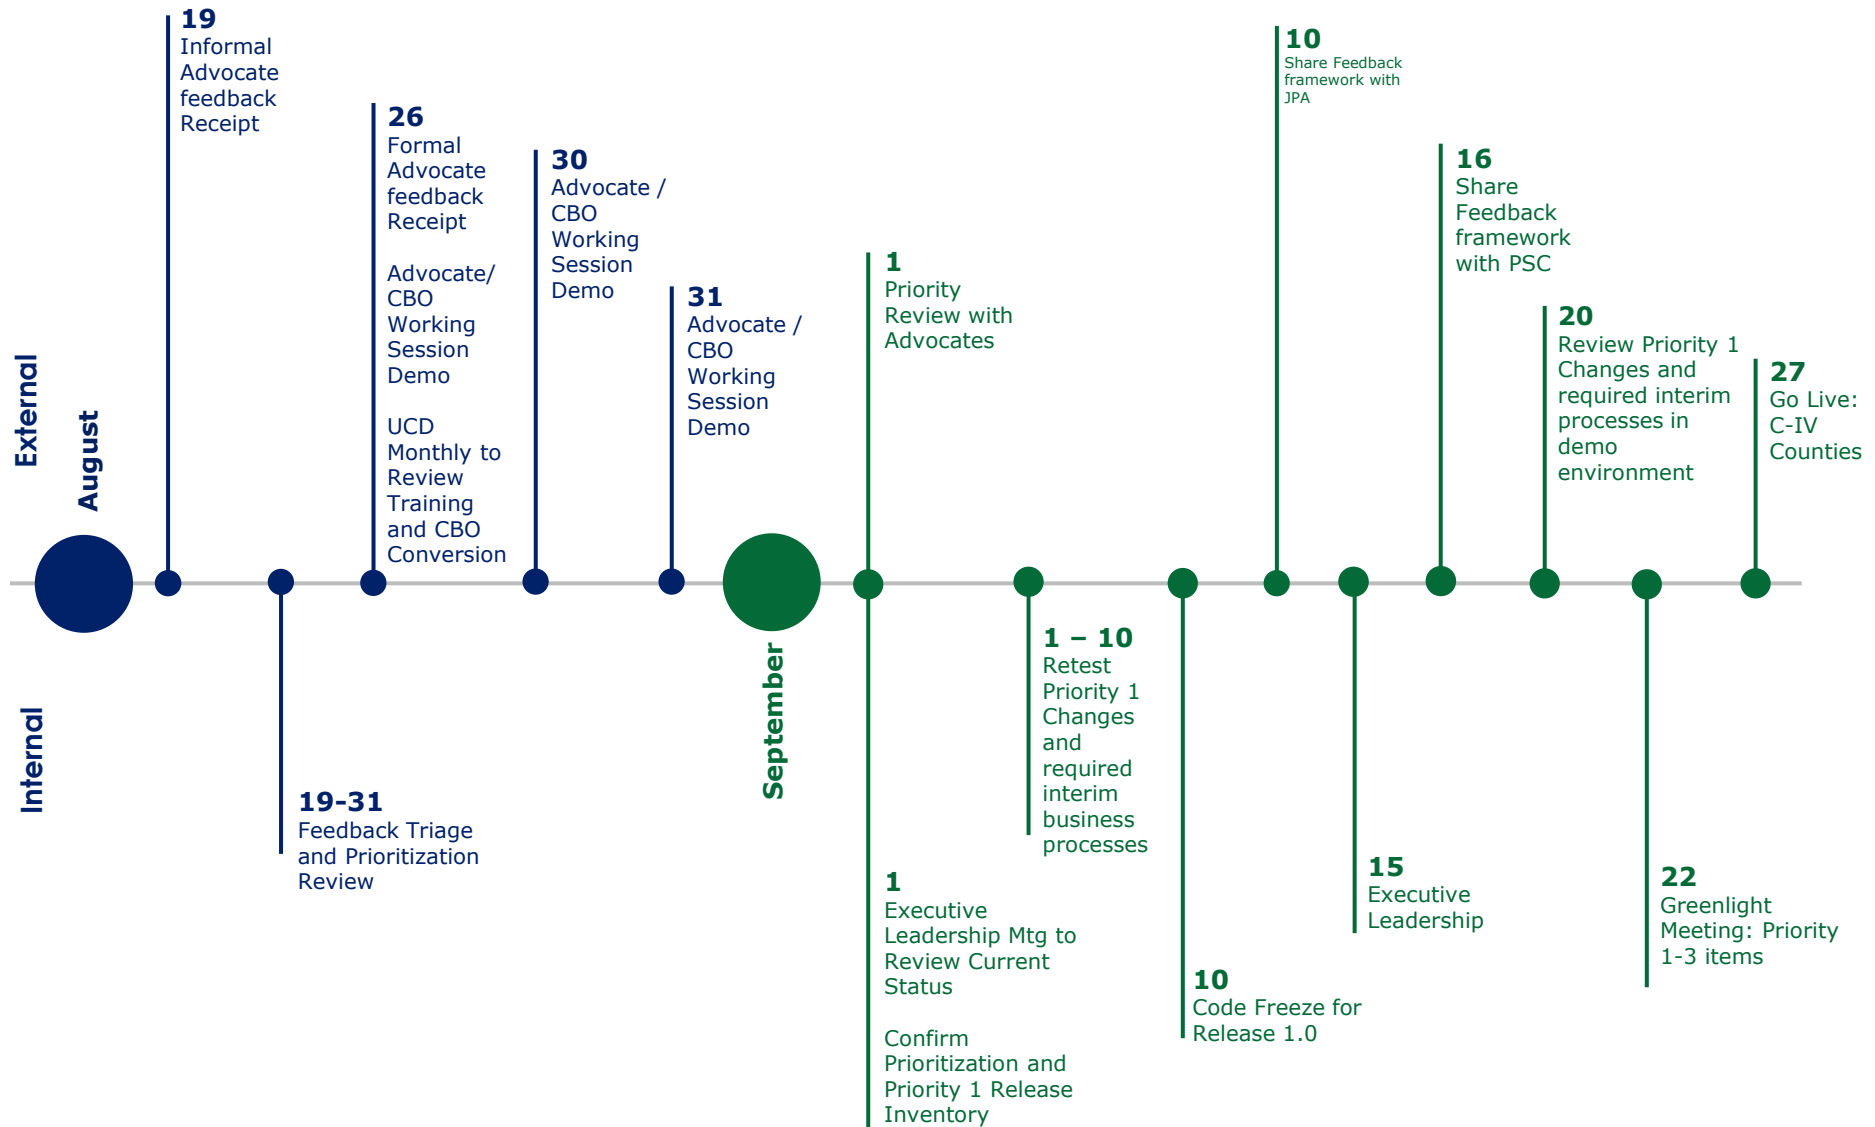 External
August
19
Informal
Advocate
feedback
Receipt
26
Formal
Advocate
feedback
Receipt
Advocate/
CBO
Working
Session
Demo
UCD
Monthly to
Review
Training
and CBO
Conversion
30
Advocate /
CBO
Working
Session
Demo
31
Advocate /
CBO
Working
Session
Demo
1
Priority
Review with
Advocates
10
Share Feedback
framework with
JPA
16
Share
Feedback
framework
with PSC
20
Review Priority 1
Changes and
required interim
processes in
demo
environment
27
Go Live:
C-IV
Counties
Internal
19-31
Feedback Triage
and Prioritization
Review
September
1
Executive
Leadership Mtg to
Review Current
Status
Confirm
Prioritization and
Priority 1 Release
Inventory
1 – 10
Retest
Priority 1
Changes
and
required
interim
business
processes
10
Code Freeze for
Release 1.0
15
Executive
Leadership
22
Greenlight
Meeting: Priority
1-3 items